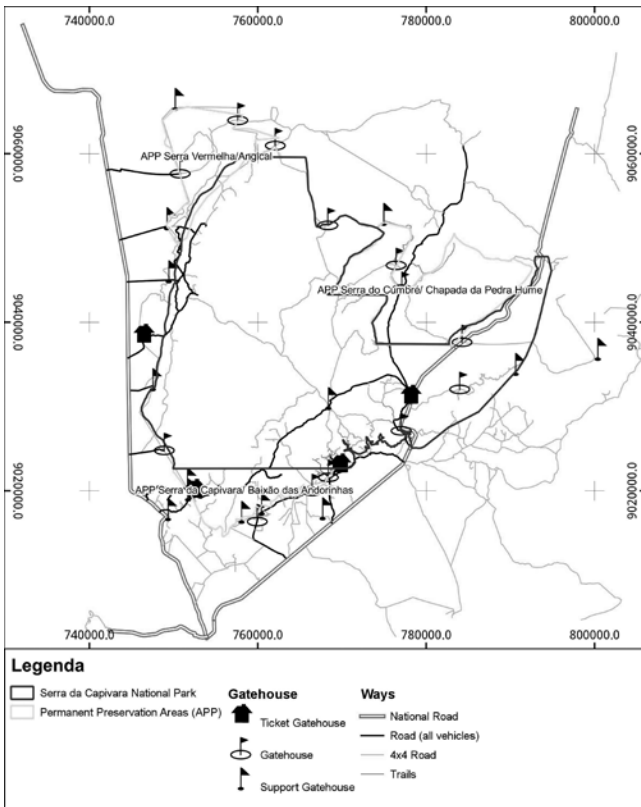 740000.0 760000.0 780000.0 800000.0
9060000.0 9060000.0
APP Serra Vermelha/Angical
APP Serra do Cumbre/ Chapada da Pedra Hume
9040000.0 9040000.0
9020000.0 9020000.0
APP Serra da Capivara/ Baixão das Andorinhas
740000.0 760000.0 780000.0 800000.0
Legenda
Serra da Capivara National Park
Permanent Preservation Areas (APP)
Gatehouse
Ticket Gatehouse
Gatehouse
Support Gatehouse
Ways
National Road
Road (all vehicles)
4x4 Road
Trails